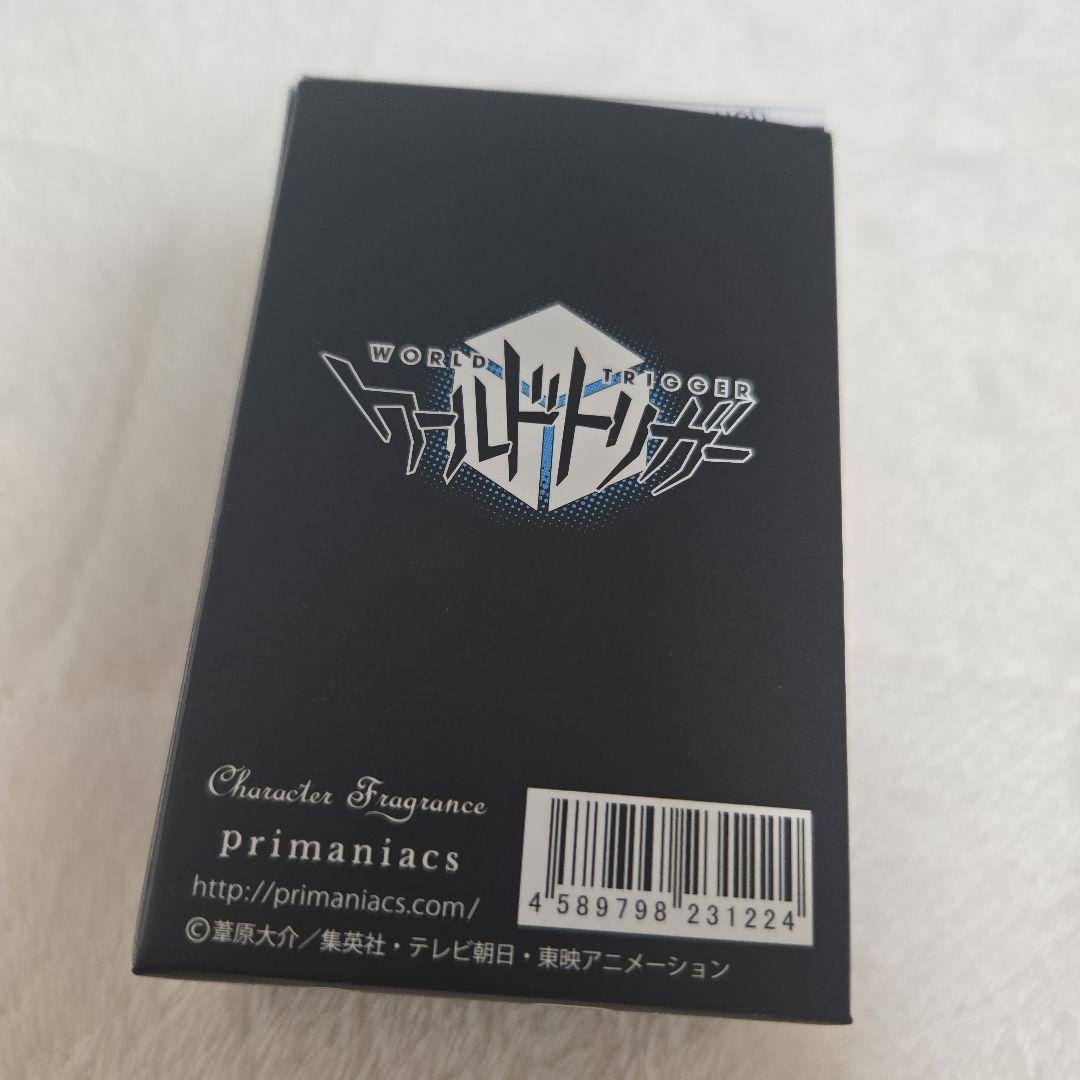 WORLD TRIGGER
ワールドトリガー
Character Fragrance
primaniacs
http://primaniacs.com/
4 589798 231224
©葦原大介／集英社・テレビ朝日・東映アニメーション